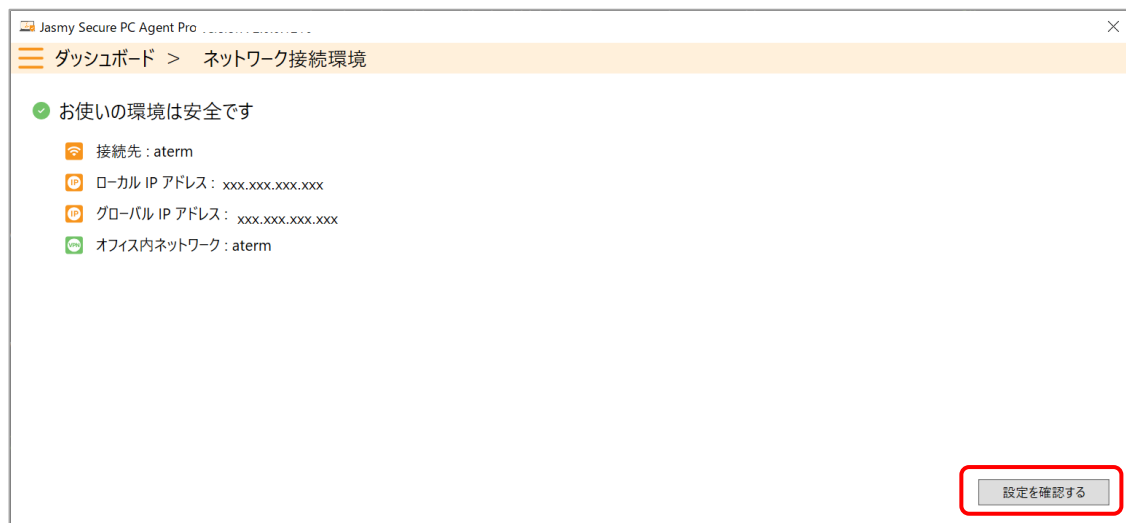 Jasmy Secure PC Agent Pro
ダッシュボード > ネットワーク接続環境
お使いの環境は安全です
接続先 : aterm
IP ローカル IP アドレス : xxx.xxx.xxx.xxx
IP グローバル IP アドレス : xxx.xxx.xxx.xxx
VPN オフィス内ネットワーク : aterm
設定を確認する